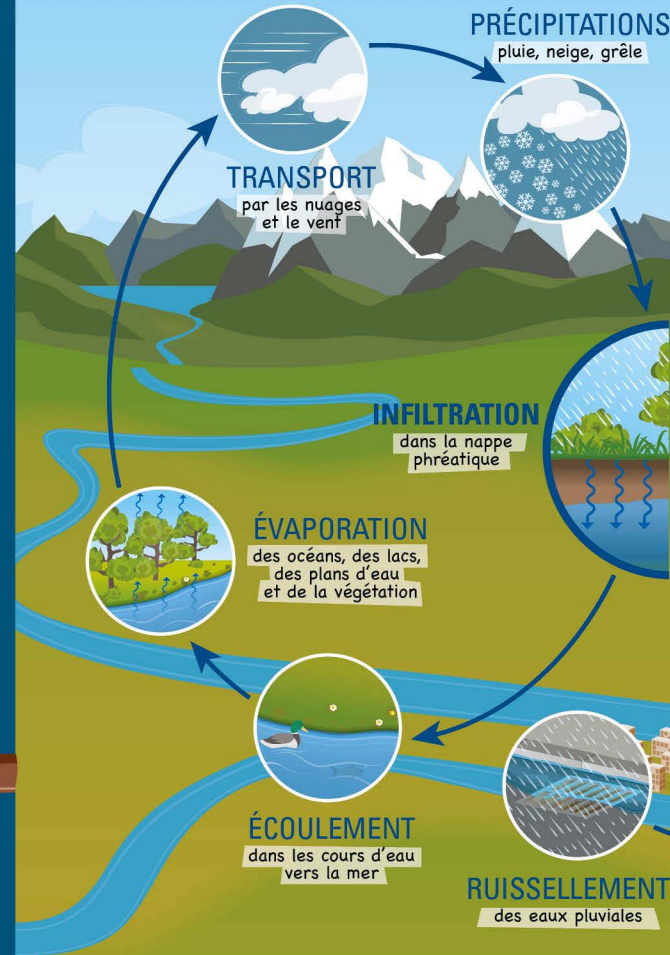 PRÉCIPITATIONS
pluie, neige, grêle
TRANSPORT
par les nuages
et le vent
INFILTRATION
dans la nappe
phréatique
ÉVAPORATION
des océans, des lacs,
des plans d'eau
et de la végétation
ÉCOULEMENT
dans les cours d'eau
vers la mer
RUISSELLEMENT
des eaux pluviales